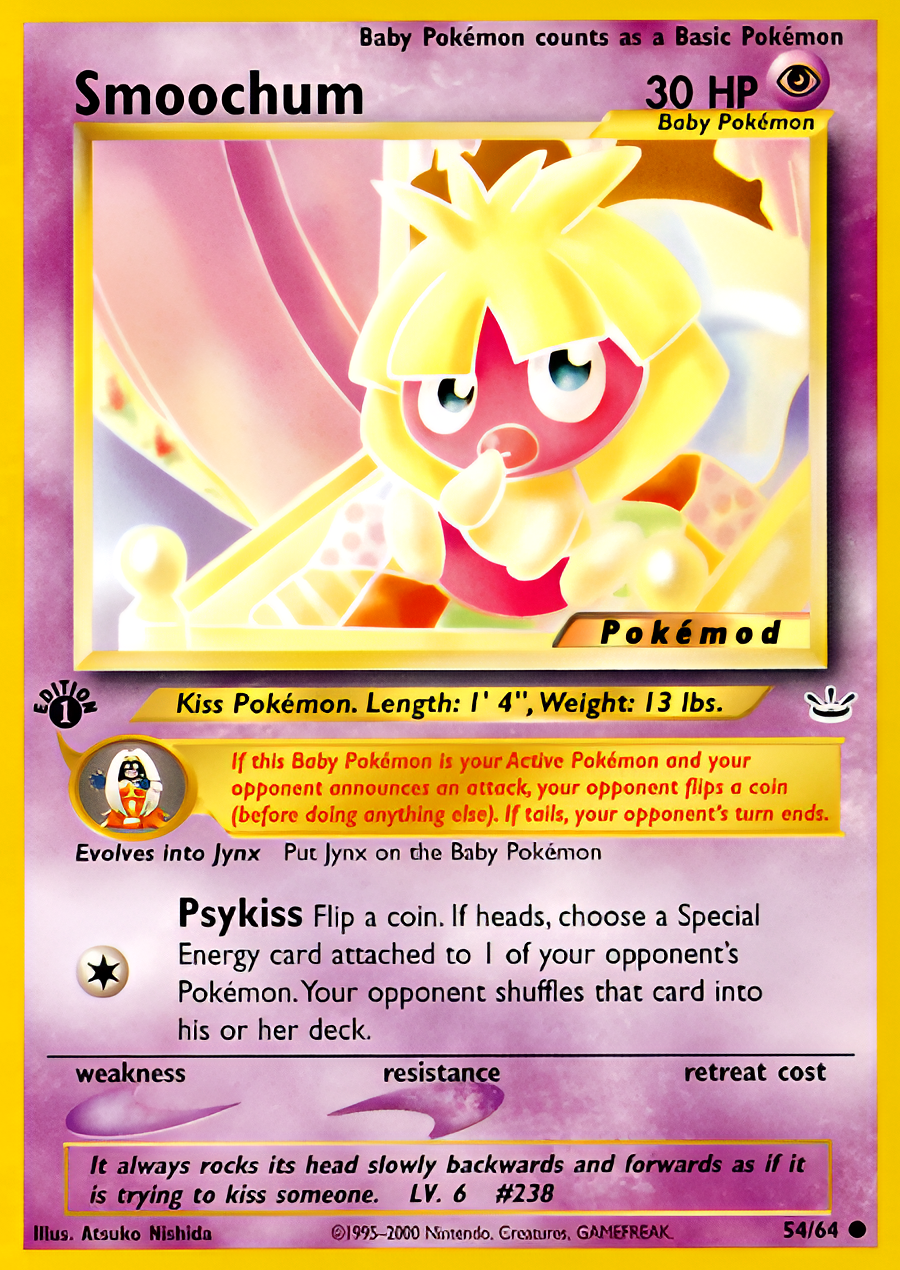 Baby Pokémon counts as a Basic Pokémon
Smoochum
30 HP
Baby Pokémon
Pokémod
EDITION
1
Kiss Pokémon. Length: 1' 4", Weight: 13 lbs.
If this Baby Pokémon is your Active Pokémon and your
opponent announces an attack, your opponent flips a coin
(before doing anything else). If tails, your opponent's turn ends.
Evolves into Jynx Put Jynx on the Baby Pokémon
Psykiss Flip a coin. If heads, choose a Special
Energy card attached to 1 of your opponent's
Pokémon. Your opponent shuffles that card into
his or her deck.
weakness resistance retreat cost
It always rocks its head slowly backwards and forwards as if it
is trying to kiss someone. LV. 6 #238
Illus. Atsuko Nishida ©1995-2000 Nintendo, Creatures, GAMEFREAK. 54/64